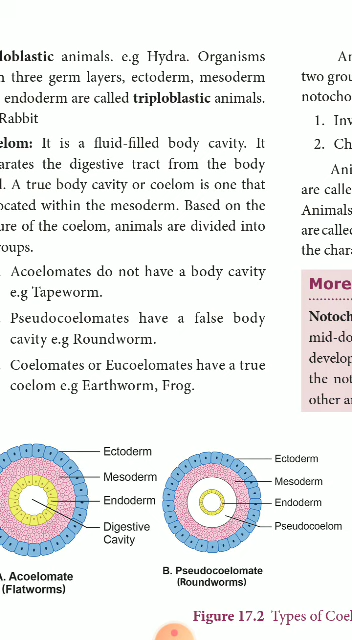 loblastic animals. e.g Hydra. Organisms
three germ layers, ectoderm, mesoderm
endoderm are called triploblastic animals.
Rabbit
elom: It is a fluid-filled body cavity. It
arates the digestive tract from the body
A true body cavity or coelom is one that
ocated within the mesoderm. Based on the
ure of the coelom, animals are divided into
roups.
Acoelomates do not have a body cavity
e.g Tapeworm.
Pseudocoelomates have a false body
cavity e.g Roundworm.
Coelomates or Eucoelomates have a true
coelom e.g Earthworm, Frog.
Ectoderm
Mesoderm
Endoderm
Digestive
Cavity
A. Acoelomate
(Flatworms)
Ectoderm
Mesoderm
Endoderm
Pseudocoelom
B. Pseudocoelomate
(Roundworms)
Figure 17.2 Types of Coel
An
two grou
notocho
1. Inv
2. Ch
Ani
are calle
Animals
are called
the chara
More
Notoch
mid-do
develop
the not
other an